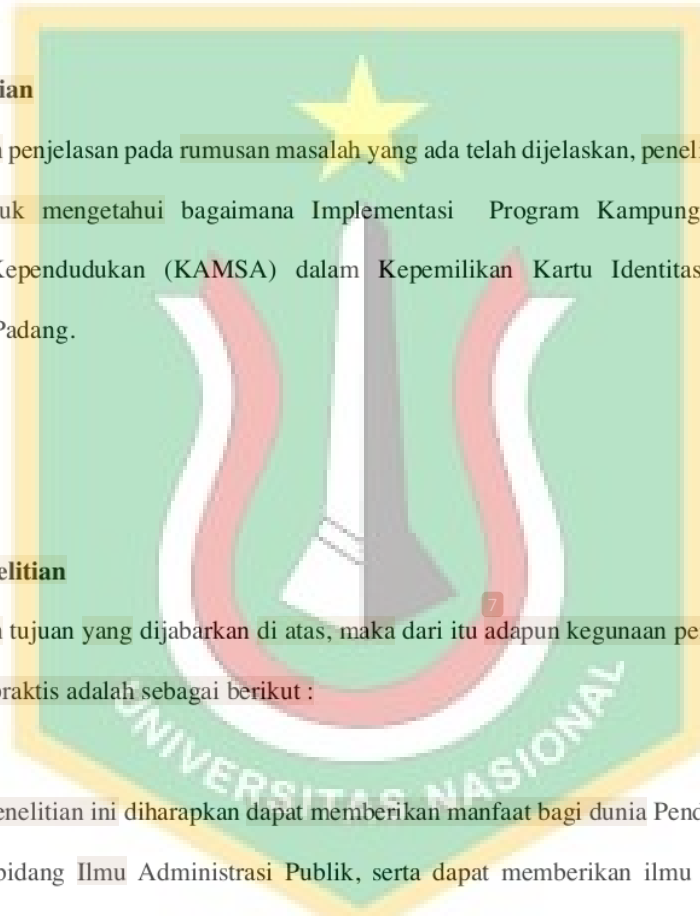 ian
n penjelasan pada rumusan masalah yang ada telah dijelaskan, penel
uk mengetahui bagaimana Implementasi Program Kampung
Kependudukan (KAMSA) dalam Kepemilikan Kartu Identitas
Padang.
elitian
7
n tujuan yang dijabarkan di atas, maka dari itu adapun kegunaan pe
praktis adalah sebagai berikut :
UNIVERSITAS NASIONAL
enelitian ini diharapkan dapat memberikan manfaat bagi dunia Pend
bidang Ilmu Administrasi Publik, serta dapat memberikan ilmu